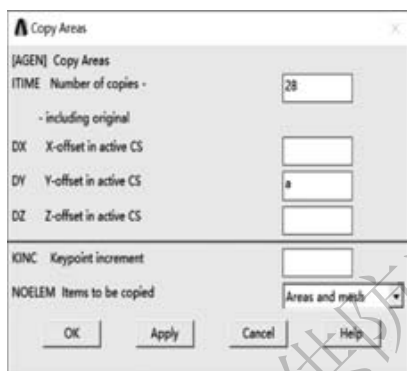 Copy Areas
[AGEN] Copy Areas
ITIME Number of copies - 28
- including original
DX X-offset in active CS
DY Y-offset in active CS a
DZ Z-offset in active CS
KINC Keypoint increment
NOELEM Items to be copied Areas and mesh
OK Apply Cancel Help